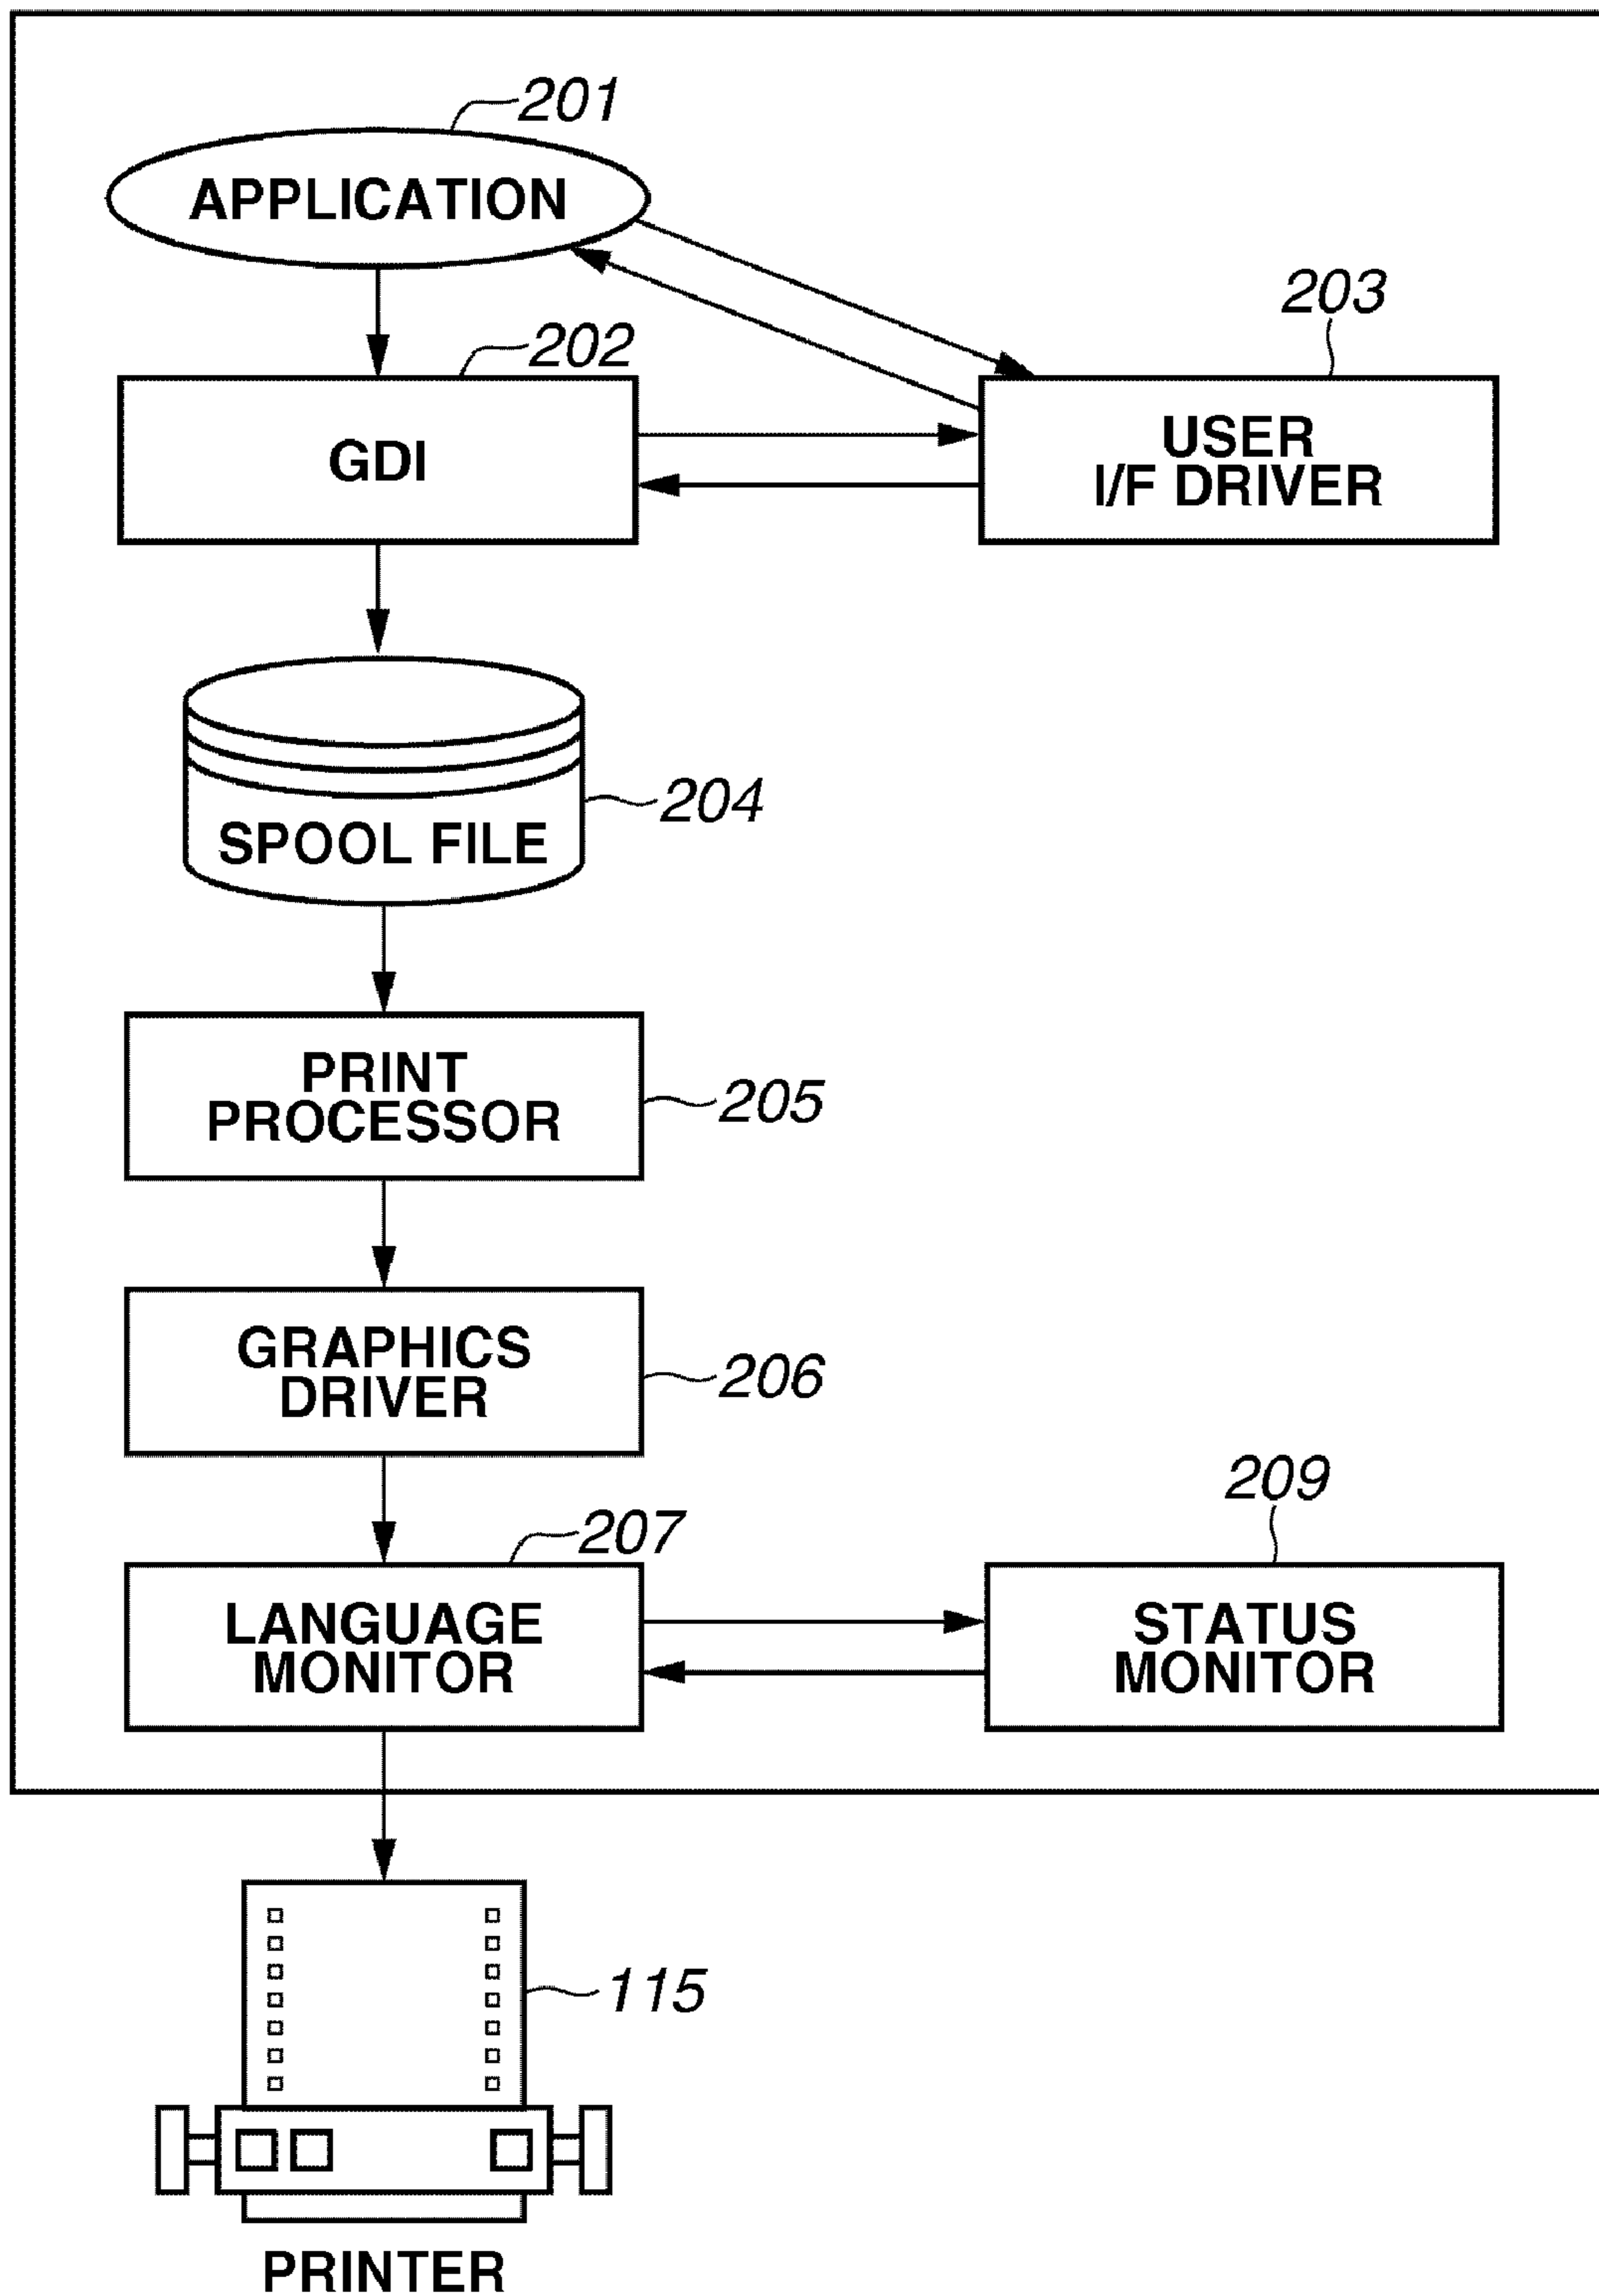 201
APPLICATION
202
203
GDI
USER
I/F DRIVER
204
SPOOL FILE
PRINT
PROCESSOR
205
GRAPHICS
DRIVER
206
207
209
LANGUAGE
MONITOR
STATUS
MONITOR
115
PRINTER